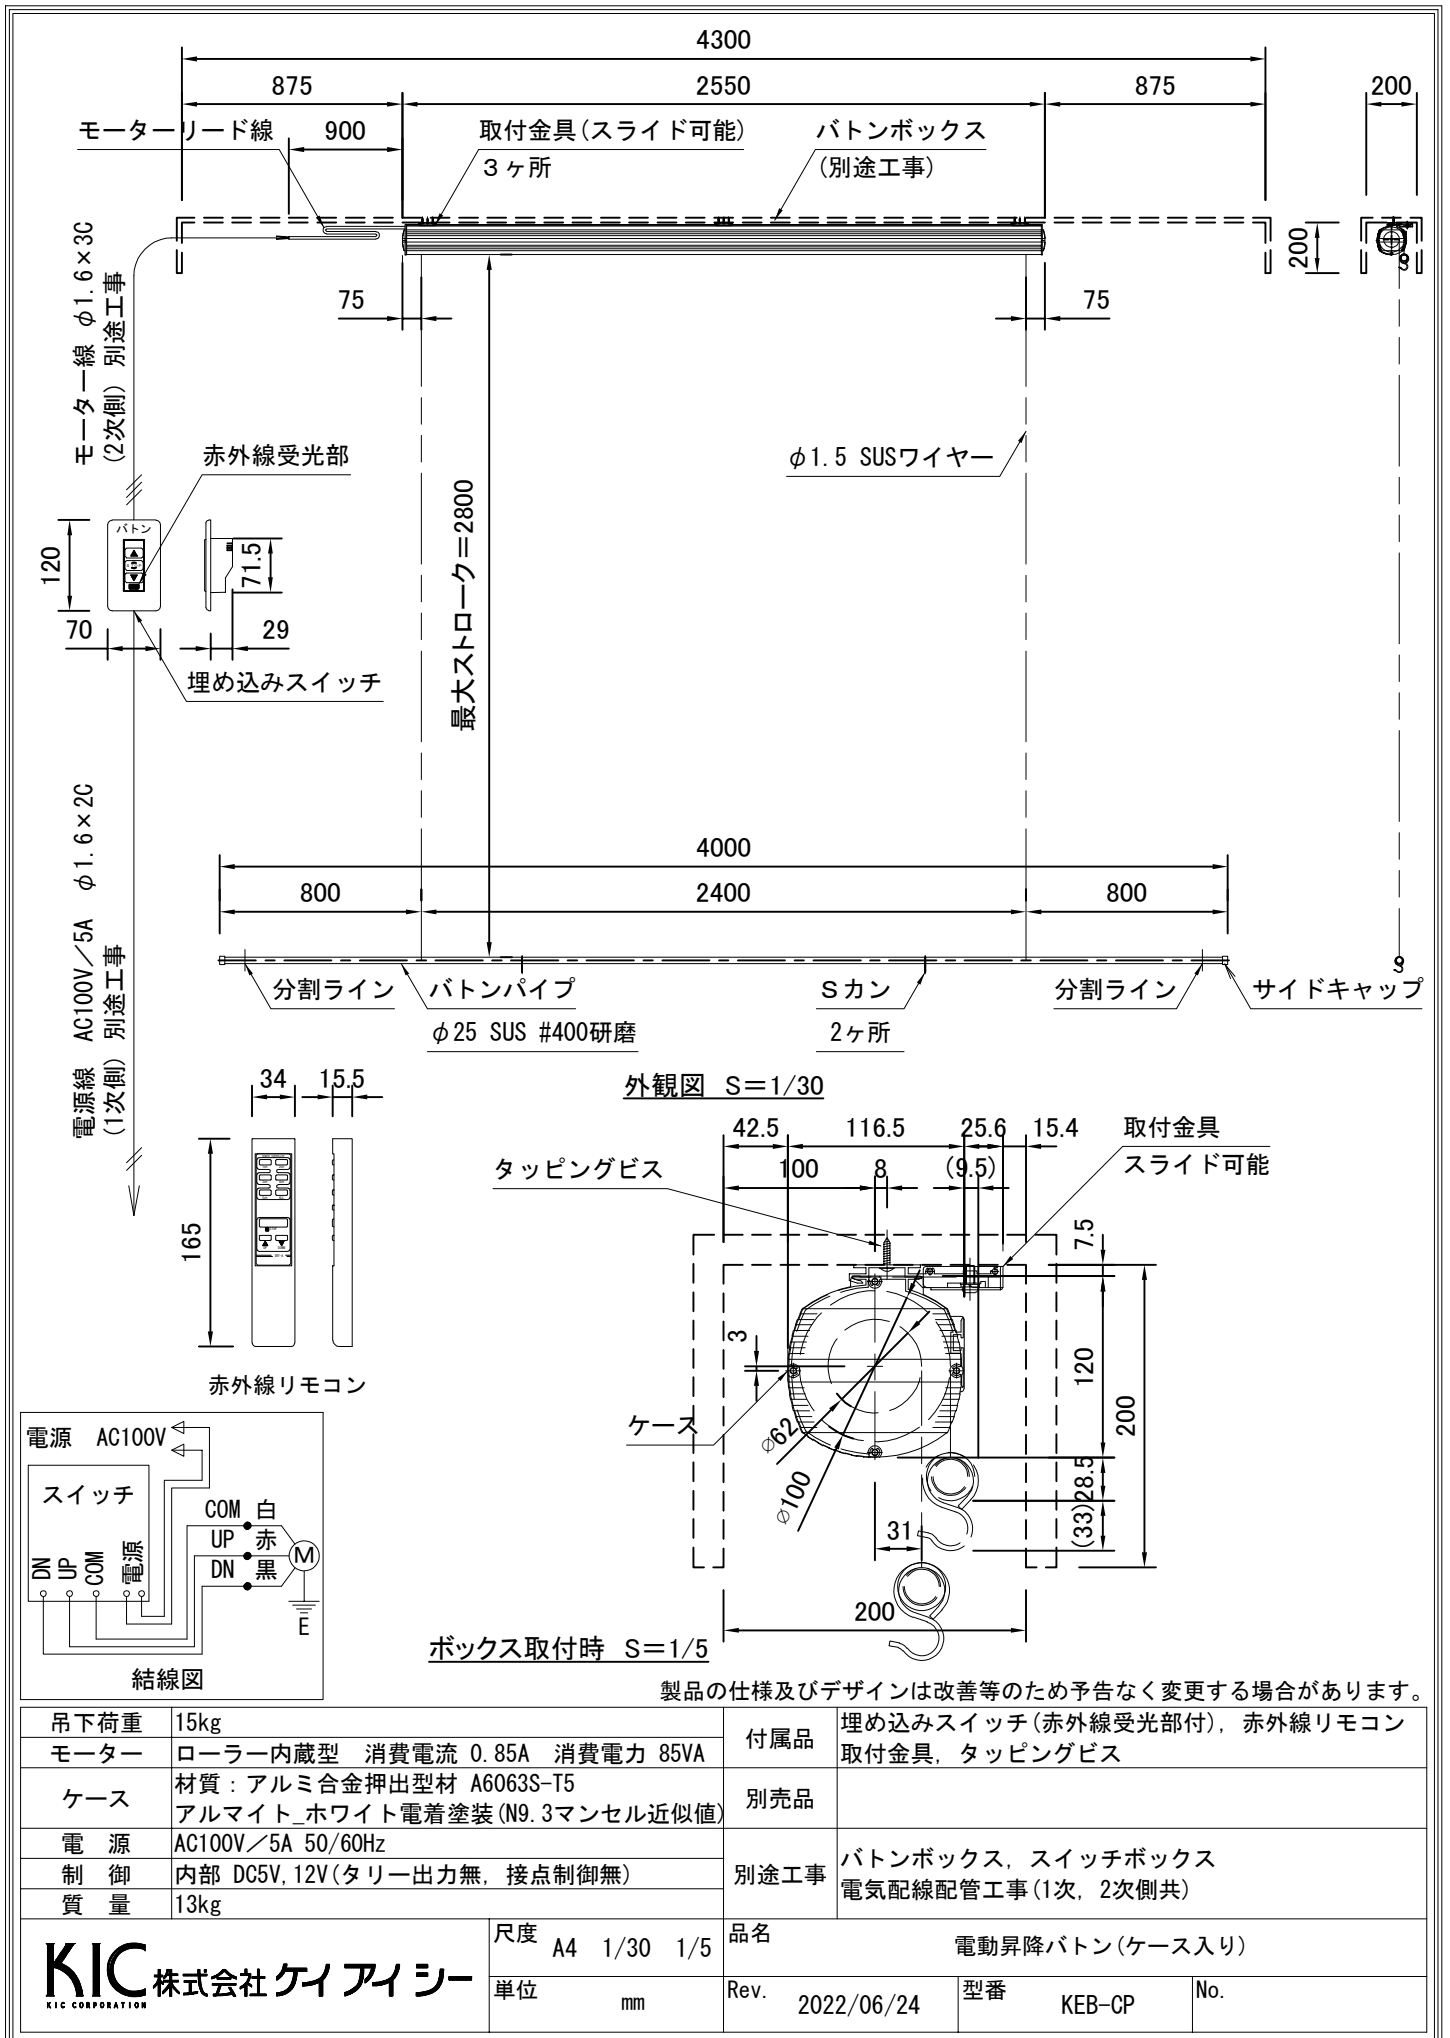 4300
875
2550
875
200
モーターリード線
900
取付金具(スライド可能)
3ヶ所
バトンボックス
(別途工事)
200
75
75
モーター線 φ1.6×3C
(2次側) 別途工事
赤外線受光部
φ1.5 SUSワイヤー
最大ストローク=2800
バトン
120
71.5
70
29
埋め込みスイッチ
電源線 AC100V/5A φ1.6×2C
(1次側) 別途工事
4000
800
2400
800
分割ライン
バトンパイプ
φ25 SUS #400研磨
Sカン
2ヶ所
分割ライン
サイドキャップ
外観図 S=1/30
34
15.5
165
赤外線リモコン
42.5
116.5
25.6
15.4
取付金具
スライド可能
タッピングビス
100
8
(9.5)
7.5
3
120
200
ケース
φ62
φ100
28.5
(33)
31
200
ボックス取付時 S=1/5
電源 AC100V
スイッチ
COM 白
UP 赤
DN 黒
M
E
DN
UP
COM
電源
結線図
製品の仕様及びデザインは改善等のため予告なく変更する場合があります。
吊下荷重 15kg
モーター ローラー内蔵型 消費電流 0.85A 消費電力 85VA
ケース 材質:アルミ合金押出型材 A6063S-T5
アルマイト_ホワイト電着塗装(N9.3マンセル近似値)
電源 AC100V/5A 50/60Hz
制御 内部 DC5V,12V(タリー出力無, 接点制御無)
質量 13kg
付属品 埋め込みスイッチ(赤外線受光部付), 赤外線リモコン
取付金具, タッピングビス
別売品
別途工事 バトンボックス, スイッチボックス
電気配線配管工事(1次, 2次側共)
KIC 株式会社ケイアイシー
KIC CORPORATION
尺度 A4 1/30 1/5
単位 mm
品名 電動昇降バトン(ケース入り)
Rev. 2022/06/24
型番 KEB-CP
No.